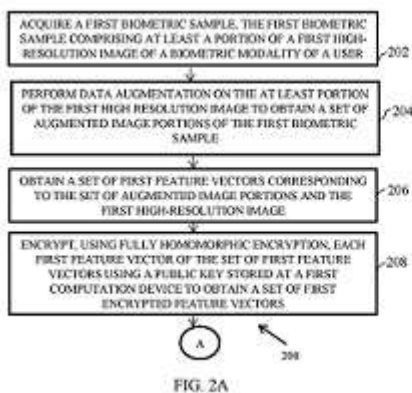 ACQUIRE A FIRST BIOMETRIC SAMPLE, THE FIRST BIOMETRIC
SAMPLE COMPRISING AT LEAST A PORTION OF A FIRST HIGH-
RESOLUTION IMAGE OF A BIOMETRIC MODALITY OF A USER
202
PERFORM DATA AUGMENTATION ON THE AT LEAST PORTION
OF THE FIRST HIGH RESOLUTION IMAGE TO OBTAIN A SET OF
AUGMENTED IMAGE PORTIONS OF THE FIRST BIOMETRIC
SAMPLE
204
OBTAIN A SET OF FIRST FEATURE VECTORS CORRESPONDING
TO THE SET OF AUGMENTED IMAGE PORTIONS AND THE
FIRST HIGH-RESOLUTION IMAGE
206
ENCRYPT, USING FULLY HOMOMORPHIC ENCRYPTION, EACH
FIRST FEATURE VECTOR OF THE SET OF FIRST FEATURE
VECTORS USING A PUBLIC KEY STORED AT A FIRST
COMPUTATION DEVICE TO OBTAIN A SET OF FIRST
ENCRYPTED FEATURE VECTORS
208
A
200
FIG. 2A